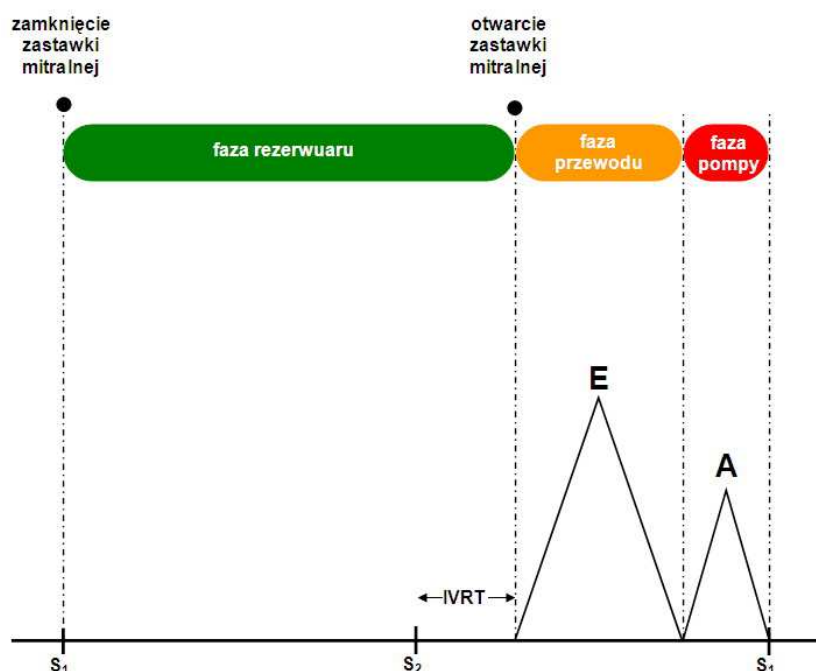 zamknięcie
zastawki
mitralnej
otwarcie
zastawki
mitralnej
faza rezerwuaru
faza
przewodu
faza
pompy
E
A
IVRT
S1
S2
S1